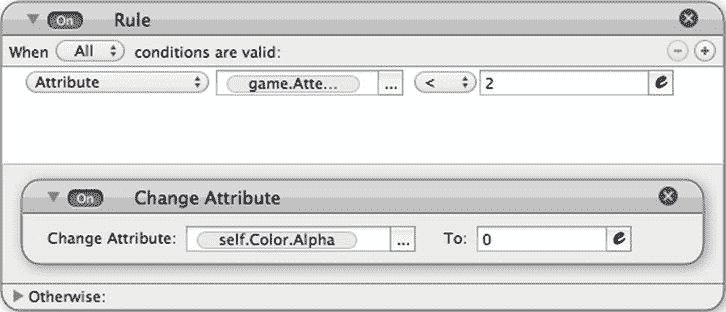 On Rule
When All conditions are valid:
Attribute game.Atte... ... < 2 e
On Change Attribute
Change Attribute: self.Color.Alpha ... To: 0 e
Otherwise: